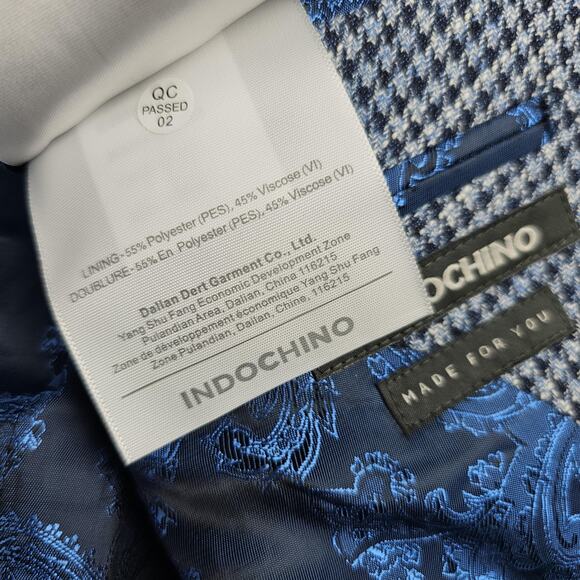 QC
PASSED
02
LINING-55% Polyester (PES), 45% Viscose (VI)
DOUBLURE-55% En Polyester (PES), 45% Viscose (VI)
Dalian Dert Garment Co., Ltd.
Yang Shu Fang Economic Development Zone
Pulandian Area, Dalian, China 116215
Zone de développement économique Yang Shu Fang
Zone Pulandian, Dalian, Chine, 116215
INDOCHINO
OCHINO
MADE FOR YOU